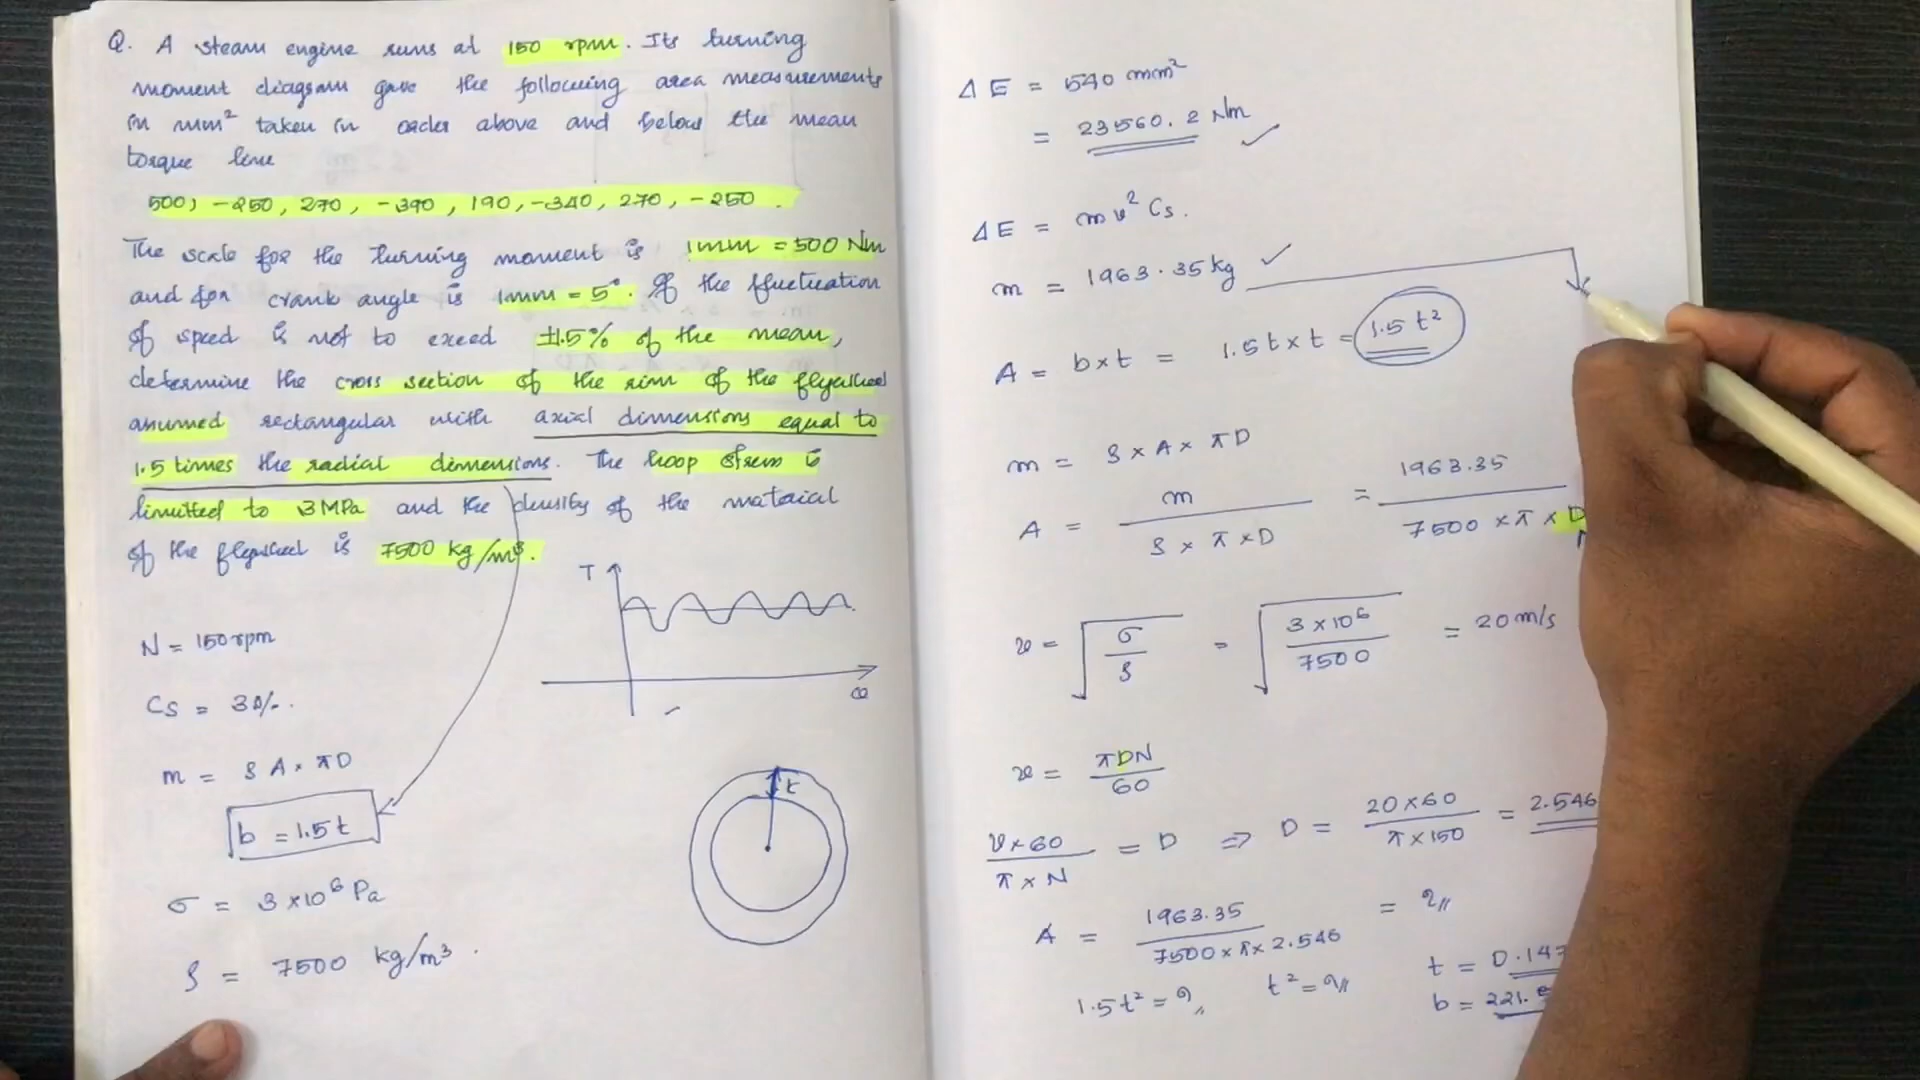 Q. A steam engine runs at 150 rpm. Its turning
moment diagram gave the following area measurements
in mm² taken in order above and below the mean
torque line
500, -250, 270, -390, 190, -340, 270, -250.
The scale for the turning moment is 1mm = 500 Nm
and for crank angle is 1mm = 5°. If the fluctuation
of speed is not to exceed ±1.5% of the mean,
determine the cross section of the rim of the flywheel
assumed rectangular with axial dimensions equal to
1.5 times the radial dimensions. The hoop stress is
limited to 3 MPa and the density of the material
of the flywheel is 7500 kg/m³.
T
θ
N = 150 rpm
Cs = 3%.
m = ρ A × πD
b = 1.5 t
t
σ = 3 × 10⁶ Pa
ρ = 7500 kg/m³.
ΔE = 540 mm²
= 23560.2 Nm
ΔE = m v² Cs.
m = 1963.35 kg
A = b × t = 1.5 t × t = 1.5 t²
m = ρ × A × πD
A = m / ρ × π × D = 1963.35 / 7500 × π × D
v = √σ/ρ = √3 × 10⁶/7500 = 20 m/s
v = πDN/60
v × 60 / π × N = D ⇒ D = 20 × 60 / π × 150 = 2.546
A = 1963.35 / 7500 × π × 2.546 =
1.5 t² = t² =
t = 0.147
b = 221.